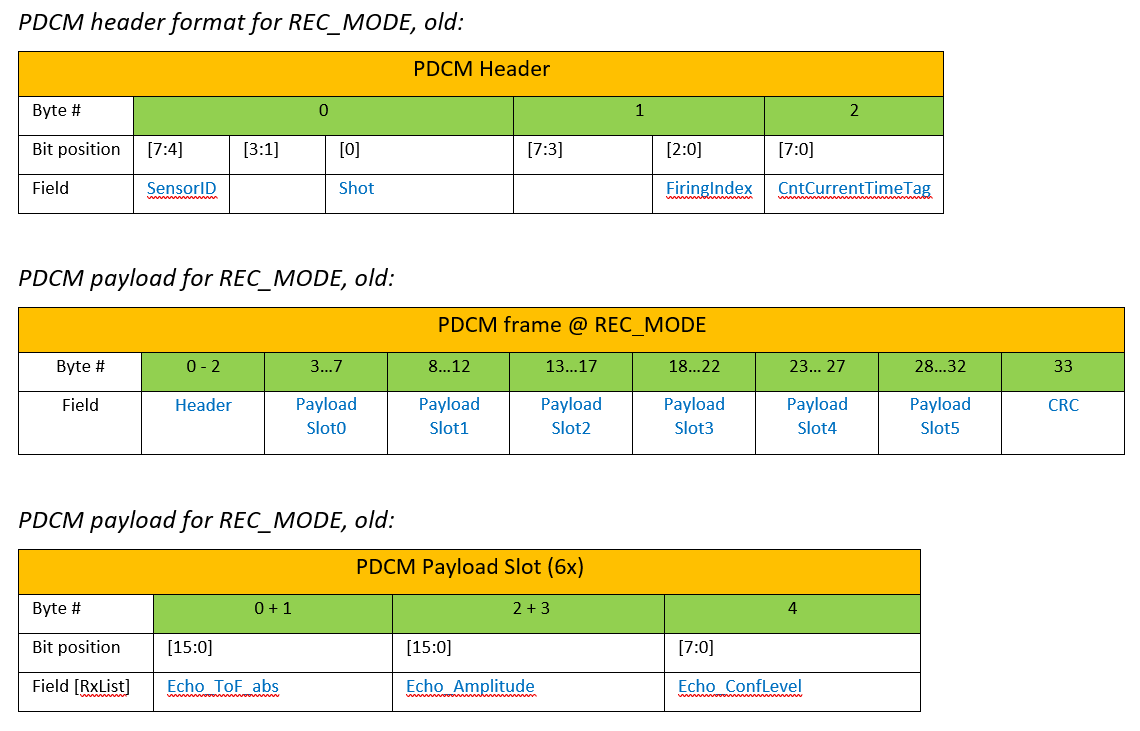 PDCM header format for REC_MODE, old:
PDCM Header
Byte # 0 1 2
Bit position [7:4] [3:1] [0] [7:3] [2:0] [7:0]
Field SensorID Shot FiringIndex CntCurrentTimeTag
PDCM payload for REC_MODE, old:
PDCM frame @ REC_MODE
Byte # 0 - 2 3...7 8...12 13...17 18...22 23... 27 28...32 33
Field Header Payload Payload Payload Payload Payload Payload CRC
Slot0 Slot1 Slot2 Slot3 Slot4 Slot5
PDCM payload for REC_MODE, old:
PDCM Payload Slot (6x)
Byte # 0 + 1 2 + 3 4
Bit position [15:0] [15:0] [7:0]
Field [RxList] Echo_ToF_abs Echo_Amplitude Echo_ConfLevel